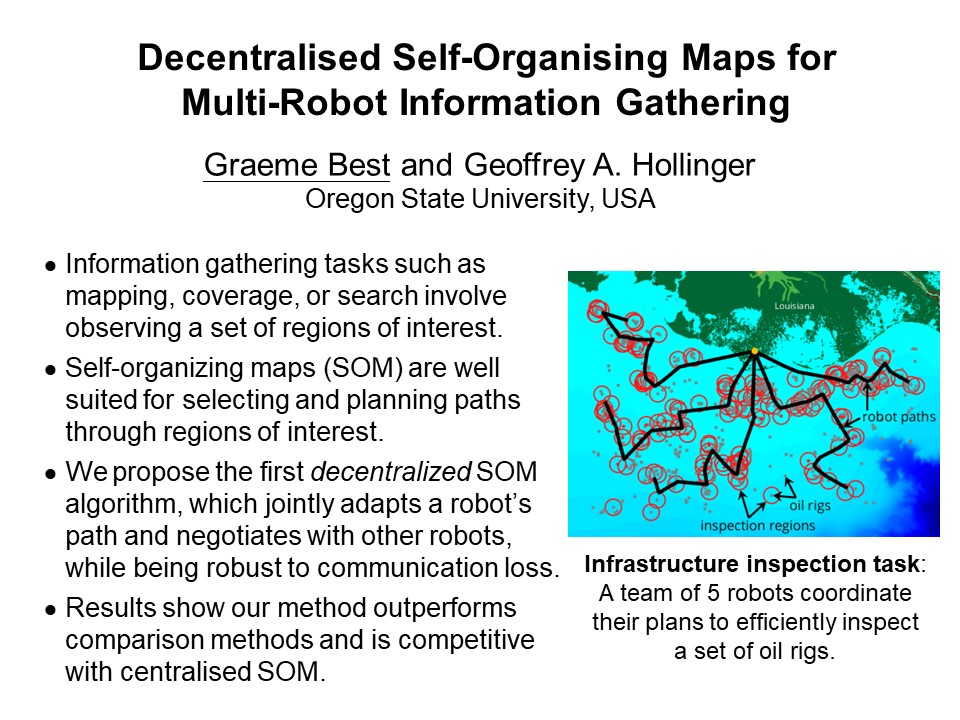 Decentralised Self-Organising Maps for
Multi-Robot Information Gathering
Graeme Best and Geoffrey A. Hollinger
Oregon State University, USA
● Information gathering tasks such as
mapping, coverage, or search involve
observing a set of regions of interest.
● Self-organizing maps (SOM) are well
suited for selecting and planning paths
through regions of interest.
● We propose the first decentralized SOM
algorithm, which jointly adapts a robot’s
path and negotiates with other robots,
while being robust to communication loss.
● Results show our method outperforms
comparison methods and is competitive
with centralised SOM.
Louisiana
robot paths
oil rigs
inspection regions
Infrastructure inspection task:
A team of 5 robots coordinate
their plans to efficiently inspect
a set of oil rigs.